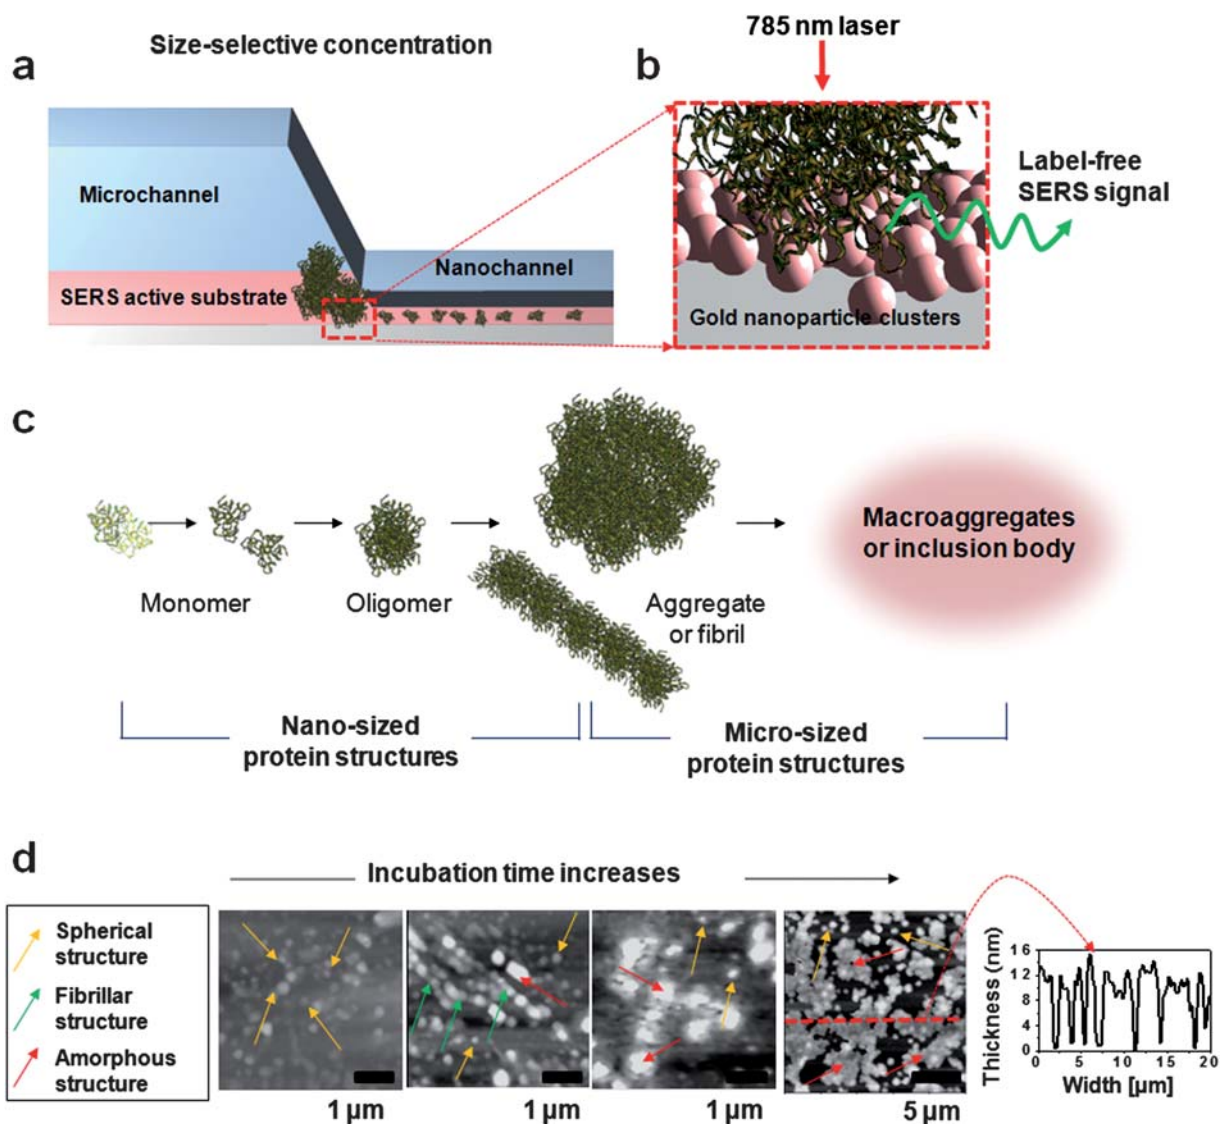 Size-selective concentration
a
Microchannel
SERS active substrate
Nanochannel
785 nm laser
b
Label-free
SERS signal
Gold nanoparticle clusters
c
Monomer
Oligomer
Aggregate
or fibril
Macroaggregates
or inclusion body
Nano-sized
protein structures
Micro-sized
protein structures
d
Incubation time increases
Spherical
structure
Fibrillar
structure
Amorphous
structure
1 µm
1 µm
1 µm
5 µm
Thickness (nm)
16
12
8
4
0
0 5 10 15 20
Width [µm]